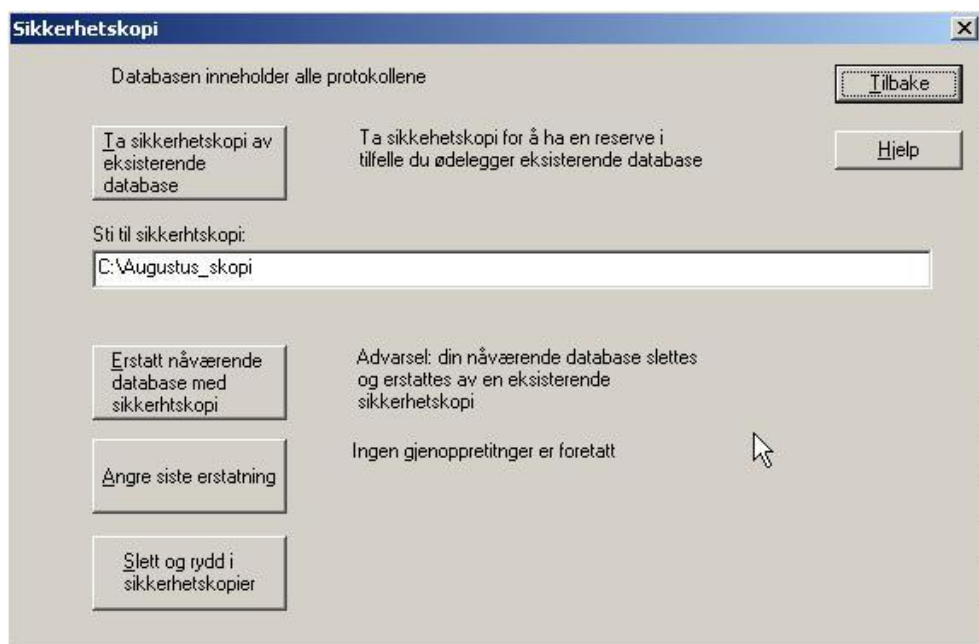 Sikkerhetskopi
Databasen inneholder alle protokollene
Tilbake
Ta sikkerhetskopi av
eksisterende
database
Ta sikkehetskopi for å ha en reserve i
tilfelle du ødelegger eksisterende database
Hjelp
Sti til sikkerhtskopi:
C:\Augustus_skopi
Erstatt nåværende
database med
sikkerhtskopi
Advarsel: din nåværende database slettes
og erstattes av en eksisterende
sikkerhetskopi
Angre siste erstatning
Ingen gjenoppretitnger er foretatt
Slett og rydd i
sikkerhetskopier